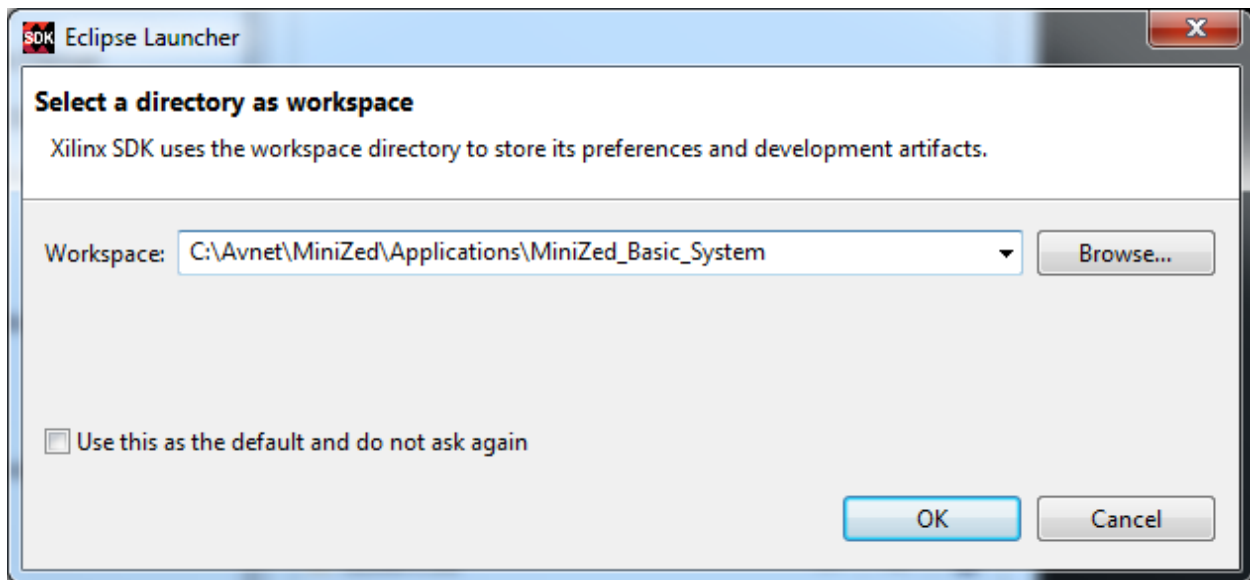 SDK Eclipse Launcher
Select a directory as workspace
Xilinx SDK uses the workspace directory to store its preferences and development artifacts.
Workspace: C:\Avnet\MiniZed\Applications\MiniZed_Basic_System Browse...
Use this as the default and do not ask again
OK Cancel